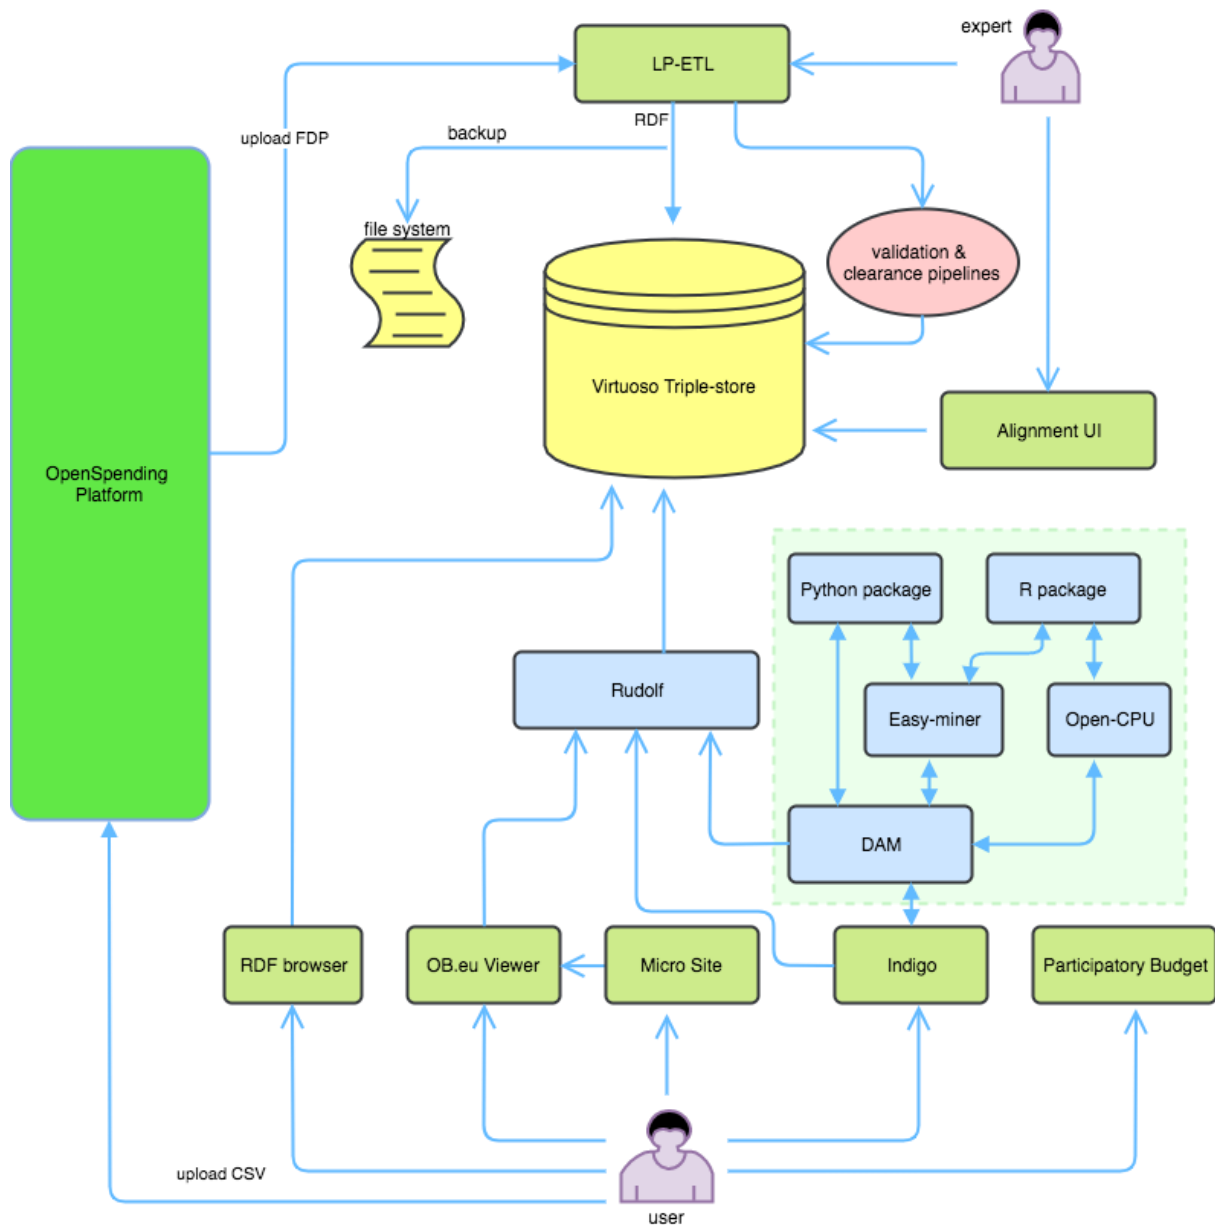 expert
LP-ETL
RDF
upload FDP
backup
file system
validation &
clearance pipelines
Virtuoso Triple-store
Alignment UI
OpenSpending
Platform
Python package
R package
Rudolf
Easy-miner
Open-CPU
DAM
RDF browser
OB.eu Viewer
Micro Site
Indigo
Participatory Budget
upload CSV
user